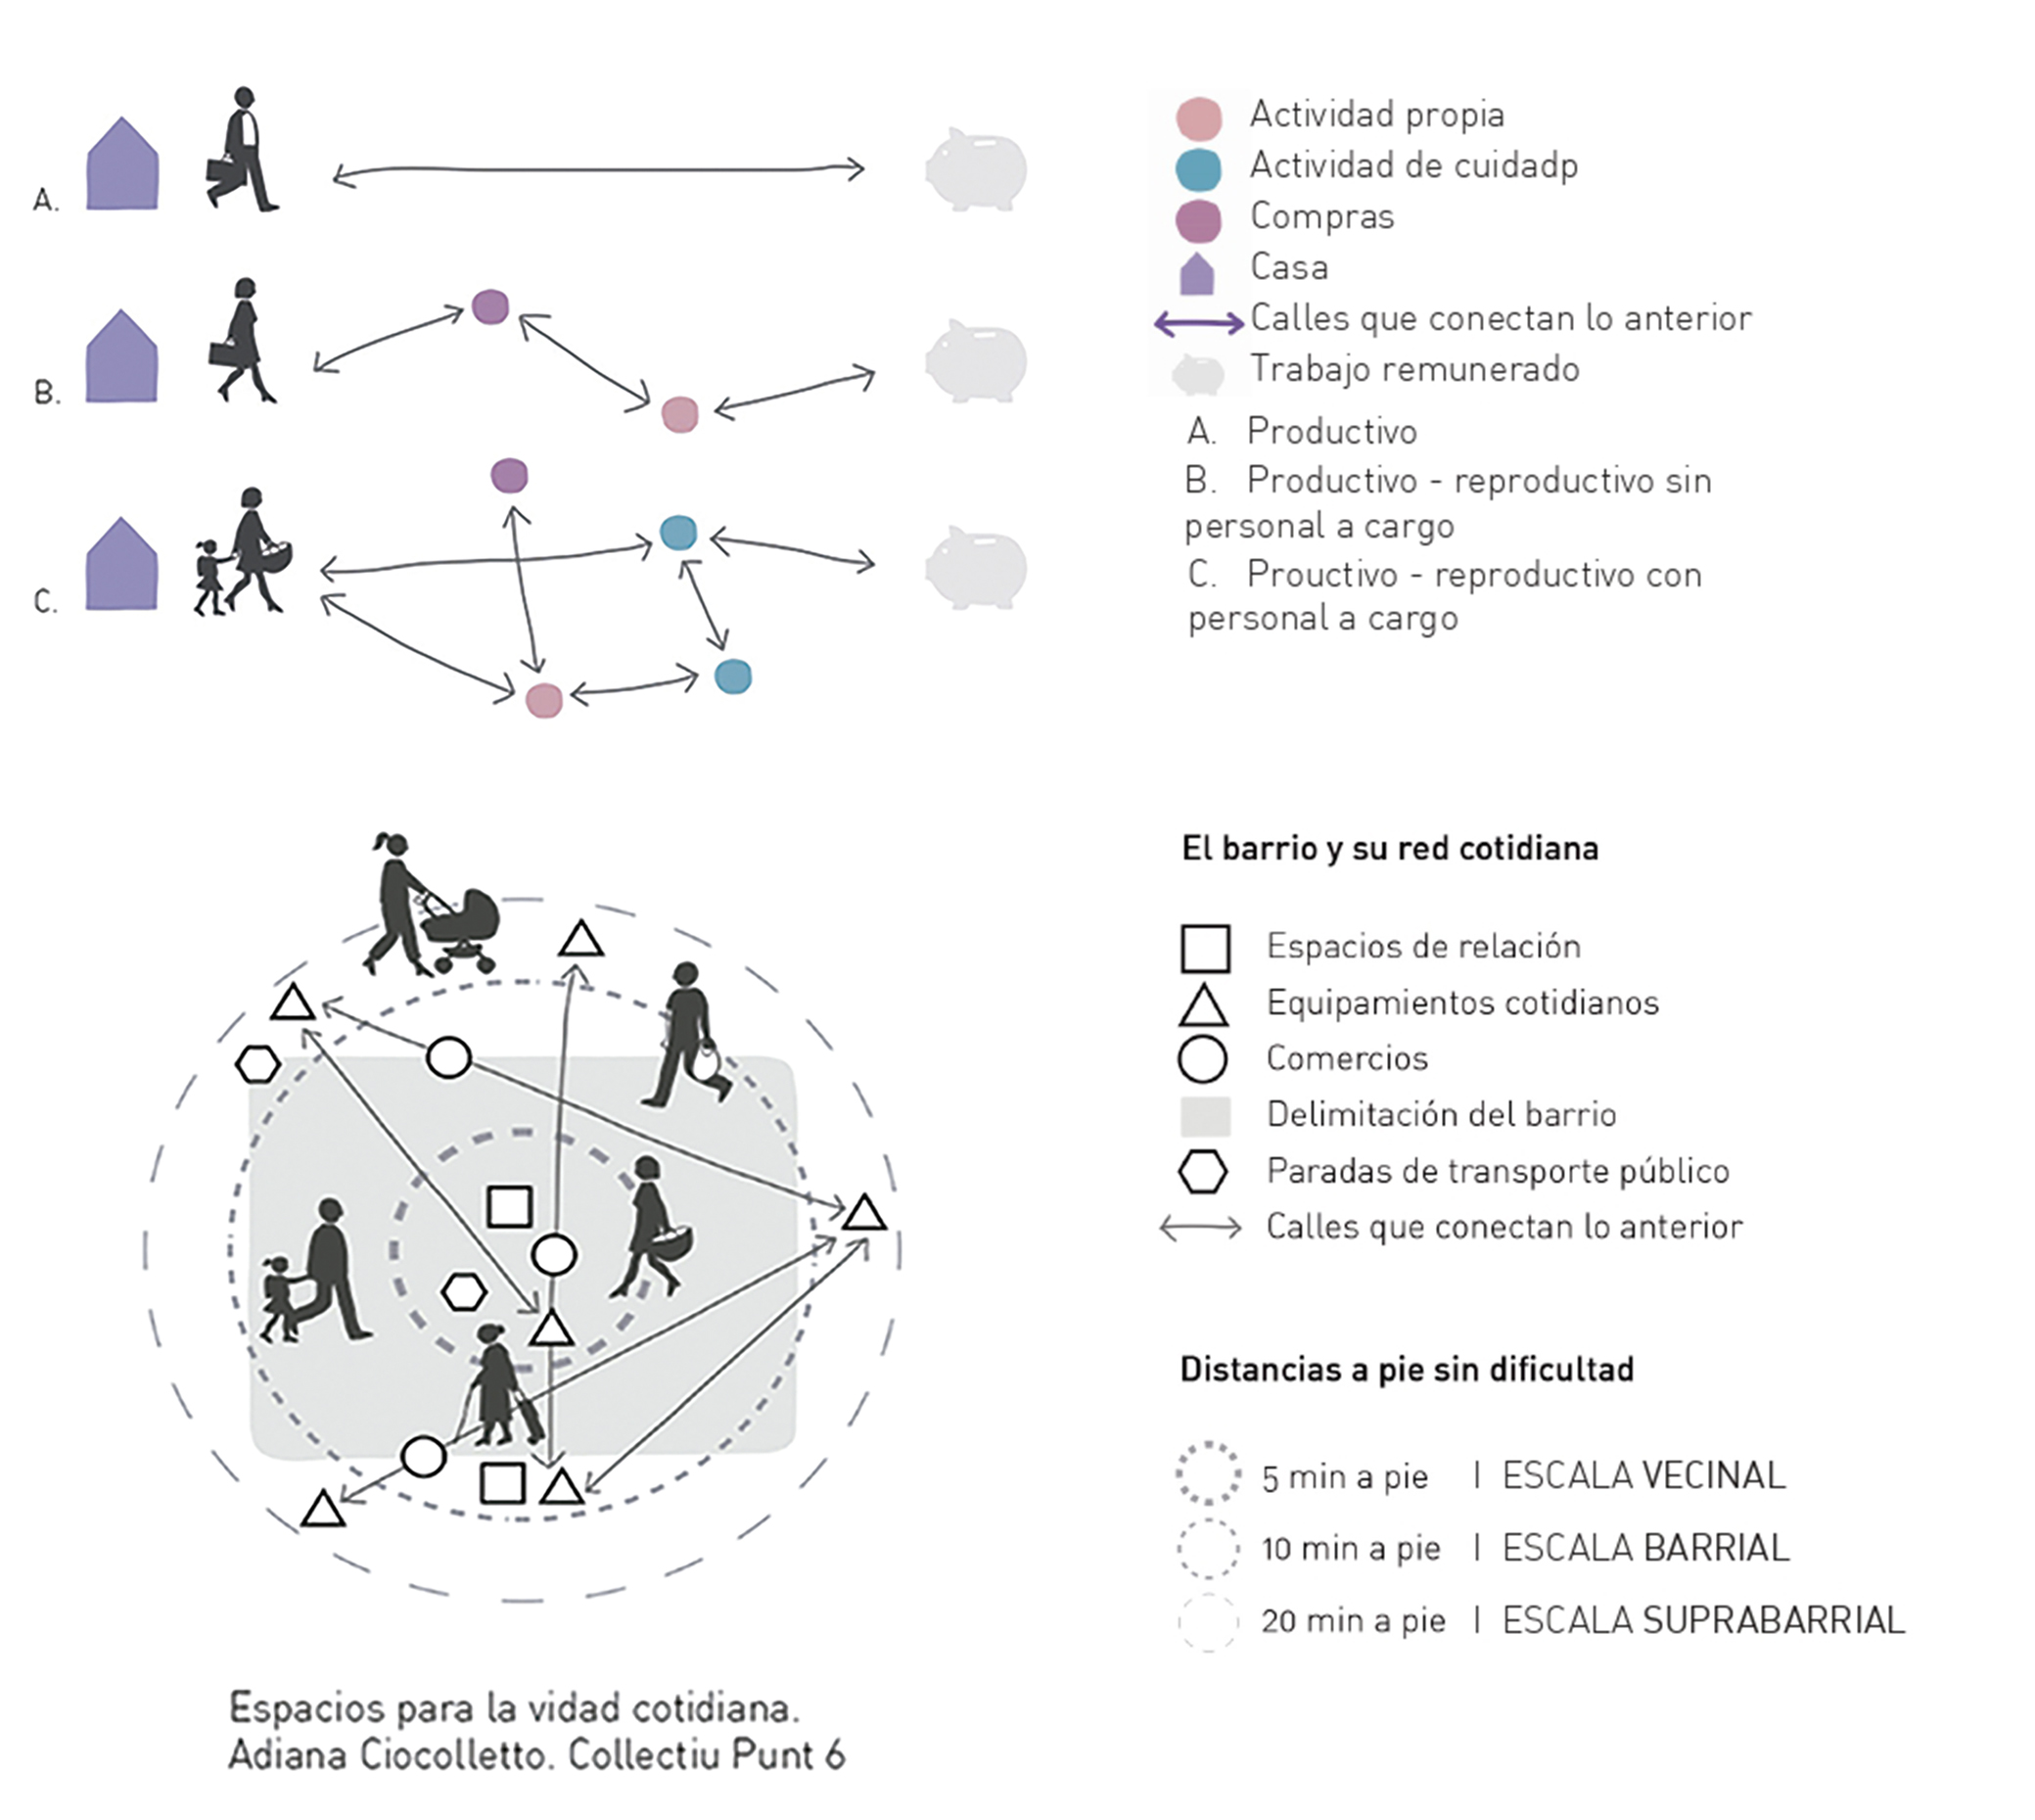 A.
B.
C.
Actividad propia
Actividad de cuidadp
Compras
Casa
Calles que conectan lo anterior
Trabajo remunerado
A. Productivo
B. Productivo - reproductivo sin
personal a cargo
C. Prouctivo - reproductivo con
personal a cargo
El barrio y su red cotidiana
Espacios de relación
Equipamientos cotidianos
Comercios
Delimitación del barrio
Paradas de transporte público
Calles que conectan lo anterior
Distancias a pie sin dificultad
5 min a pie | ESCALA VECINAL
10 min a pie | ESCALA BARRIAL
20 min a pie | ESCALA SUPRABARRIAL
Espacios para la vidad cotidiana.
Adiana Ciocolletto. Collectiu Punt 6